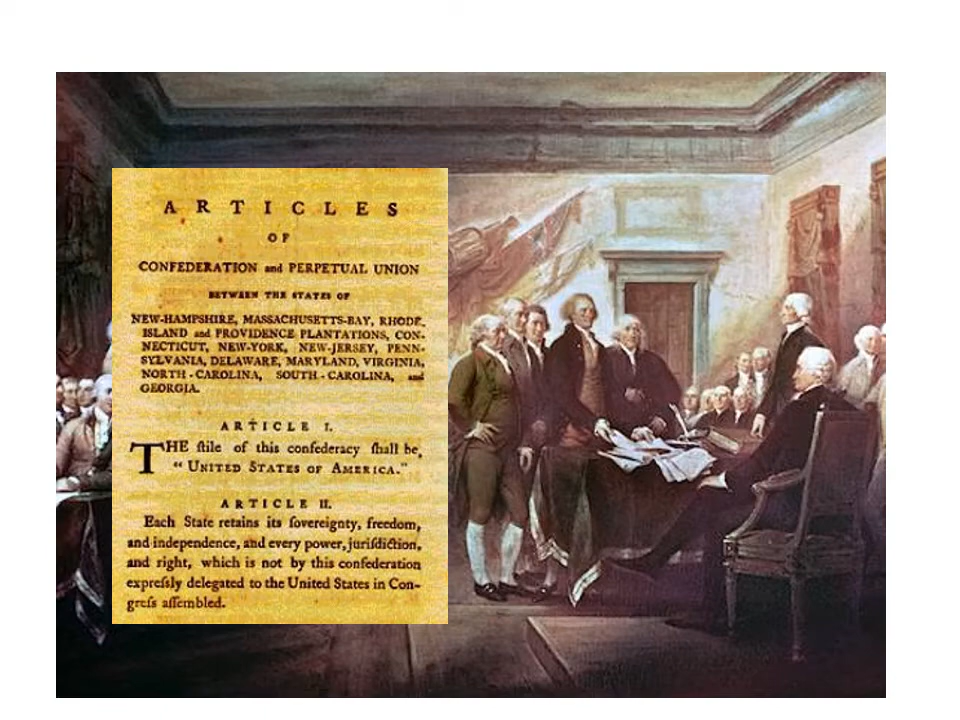 ARTICLES
OF
CONFEDERATION and PERPETUAL UNION
BETWEEN THE STATES OF
NEW-HAMPSHIRE, MASSACHUSETTS-BAY, RHODE
ISLAND and PROVIDENCE PLANTATIONS, CON-
NECTICUT, NEW-YORK, NEW-JERSEY, PENN-
SYLVANIA, DELAWARE, MARYLAND, VIRGINIA,
NORTH-CAROLINA, SOUTH-CAROLINA, and
GEORGIA.
ARTICLE I.
THE ſtile of this confederacy ſhall be,
“UNITED STATES OF AMERICA.”
ARTICLE II.
Each State retains its ſovereignty, freedom,
and independence, and every power, juriſdiction,
and right, which is not by this confederation
expreſsly delegated to the United States in Con-
greſs aſſembled.